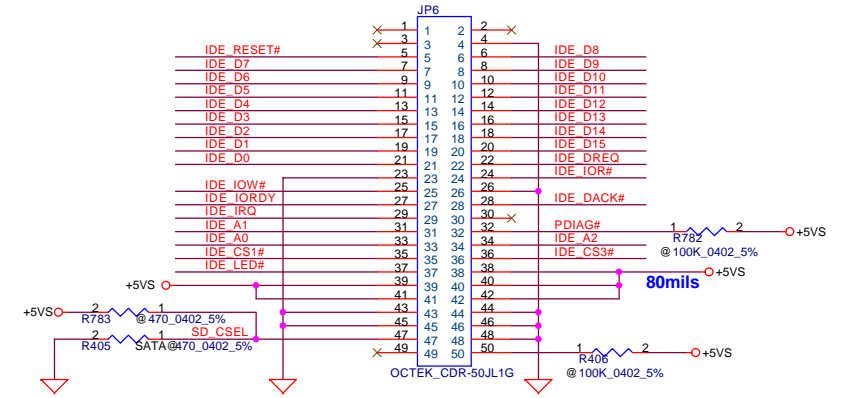 JP6
1 1 2 2
3 3 4 4
IDE_RESET# 5 5 6 6 IDE_D8
IDE_D7 7 7 8 8 IDE_D9
IDE_D6 9 9 10 10 IDE_D10
IDE_D5 11 11 12 12 IDE_D11
IDE_D4 13 13 14 14 IDE_D12
IDE_D3 15 15 16 16 IDE_D13
IDE_D2 17 17 18 18 IDE_D14
IDE_D1 19 19 20 20 IDE_D15
IDE_D0 21 21 22 22 IDE_DREQ
23 23 24 24 IDE_IOR#
IDE_IOW# 25 25 26 26
IDE_IORDY 27 27 28 28 IDE_DACK#
IDE_IRQ 29 29 30 30
IDE_A1 31 31 32 32 PDIAG# 1 2 +5VS
IDE_A0 33 33 34 34 IDE_A2 R782
IDE_CS1# 35 35 36 36 IDE_CS3# @100K_0402_5%
IDE_LED# 37 37 38 38 +5VS
80mils
+5VS 39 39 40 40
41 41 42 42
+5VS 2 1 43 43 44 44
R783 @470_0402_5% 45 45 46 46
2 1 SD_CSEL 47 47 48 48
R405 SATA@470_0402_5% 49 49 50 50 1 2 +5VS
R406
OCTEK_CDR-50JL1G @100K_0402_5%